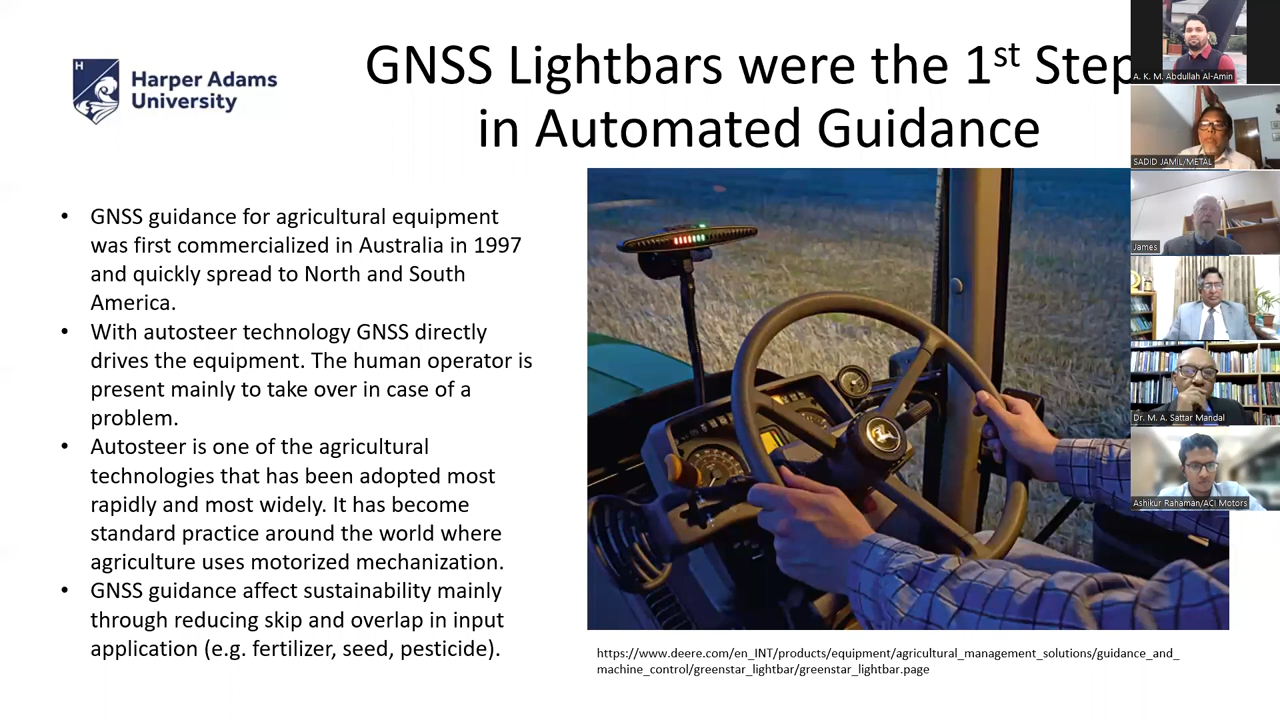 H
Harper Adams
University
GNSS Lightbars were the 1st Step
in Automated Guidance
• GNSS guidance for agricultural equipment
was first commercialized in Australia in 1997
and quickly spread to North and South
America.
• With autosteer technology GNSS directly
drives the equipment. The human operator is
present mainly to take over in case of a
problem.
• Autosteer is one of the agricultural
technologies that has been adopted most
rapidly and most widely. It has become
standard practice around the world where
agriculture uses motorized mechanization.
• GNSS guidance affect sustainability mainly
through reducing skip and overlap in input
application (e.g. fertilizer, seed, pesticide).
https://www.deere.com/en_INT/products/equipment/agricultural_management_solutions/guidance_and_
machine_control/greenstar_lightbar/greenstar_lightbar.page
A. K. M. Abdullah Al-Amin
SADID JAMIL/METAL
James
Dr. M. A. Sattar Mandal
Ashikur Rahaman/ACI Motors